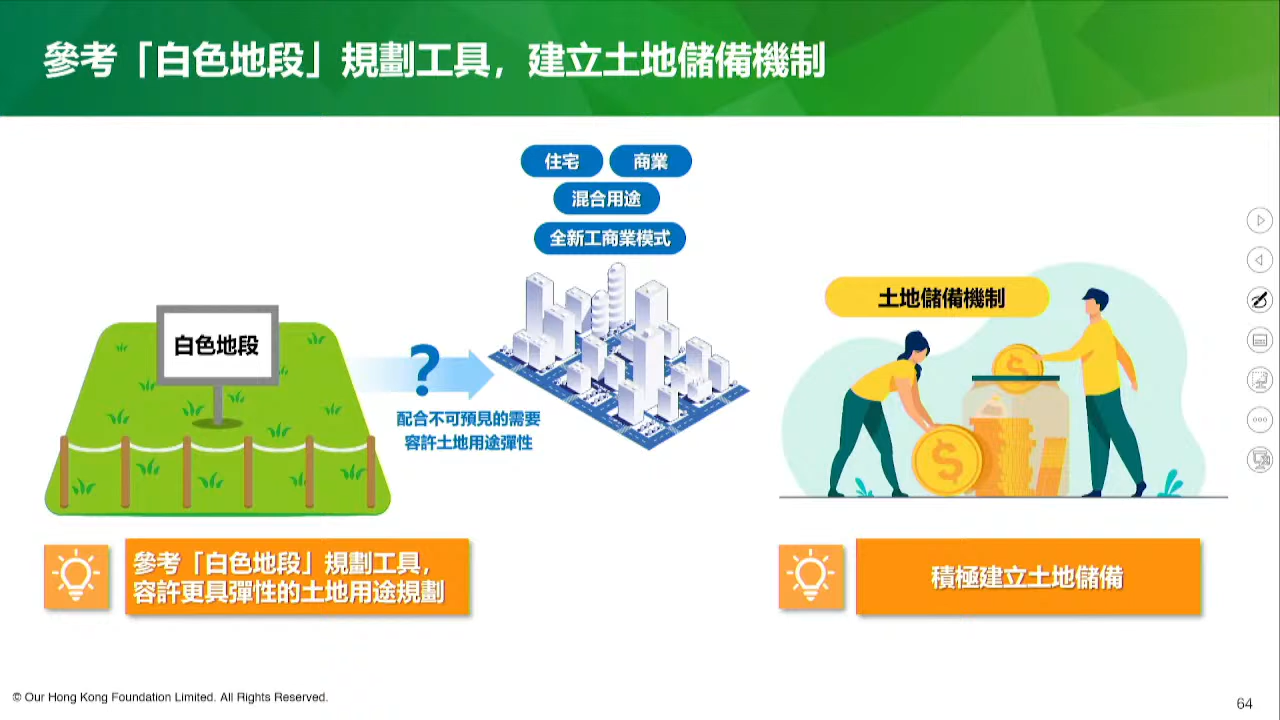 參考「白色地段」規劃工具，建立土地儲備機制
住宅
商業
混合用途
全新工商業模式
白色地段
?
配合不可預見的需要
容許土地用途彈性
土地儲備機制
$
$
參考「白色地段」規劃工具，
容許更具彈性的土地用途規劃
積極建立土地儲備
© Our Hong Kong Foundation Limited. All Rights Reserved.
64